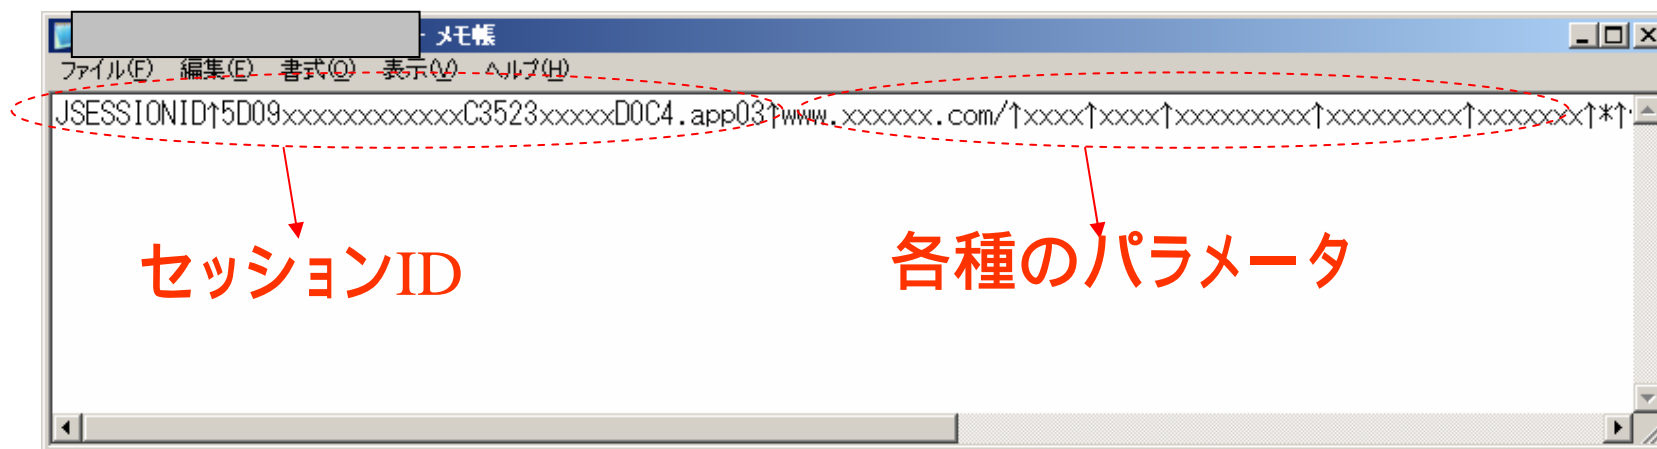 メモ帳
ファイル(F) 編集(E) 書式(O) 表示(V) ヘルプ(H)
JSESSIONID↑5D09xxxxxxxxxxxxC3523xxxxxD0C4.app03↑www.xxxxxx.com/↑xxxx↑xxxx↑xxxxxxxxx↑xxxxxxxxx↑xxxxxxx↑*↑
セッションID 各種のパラメータ